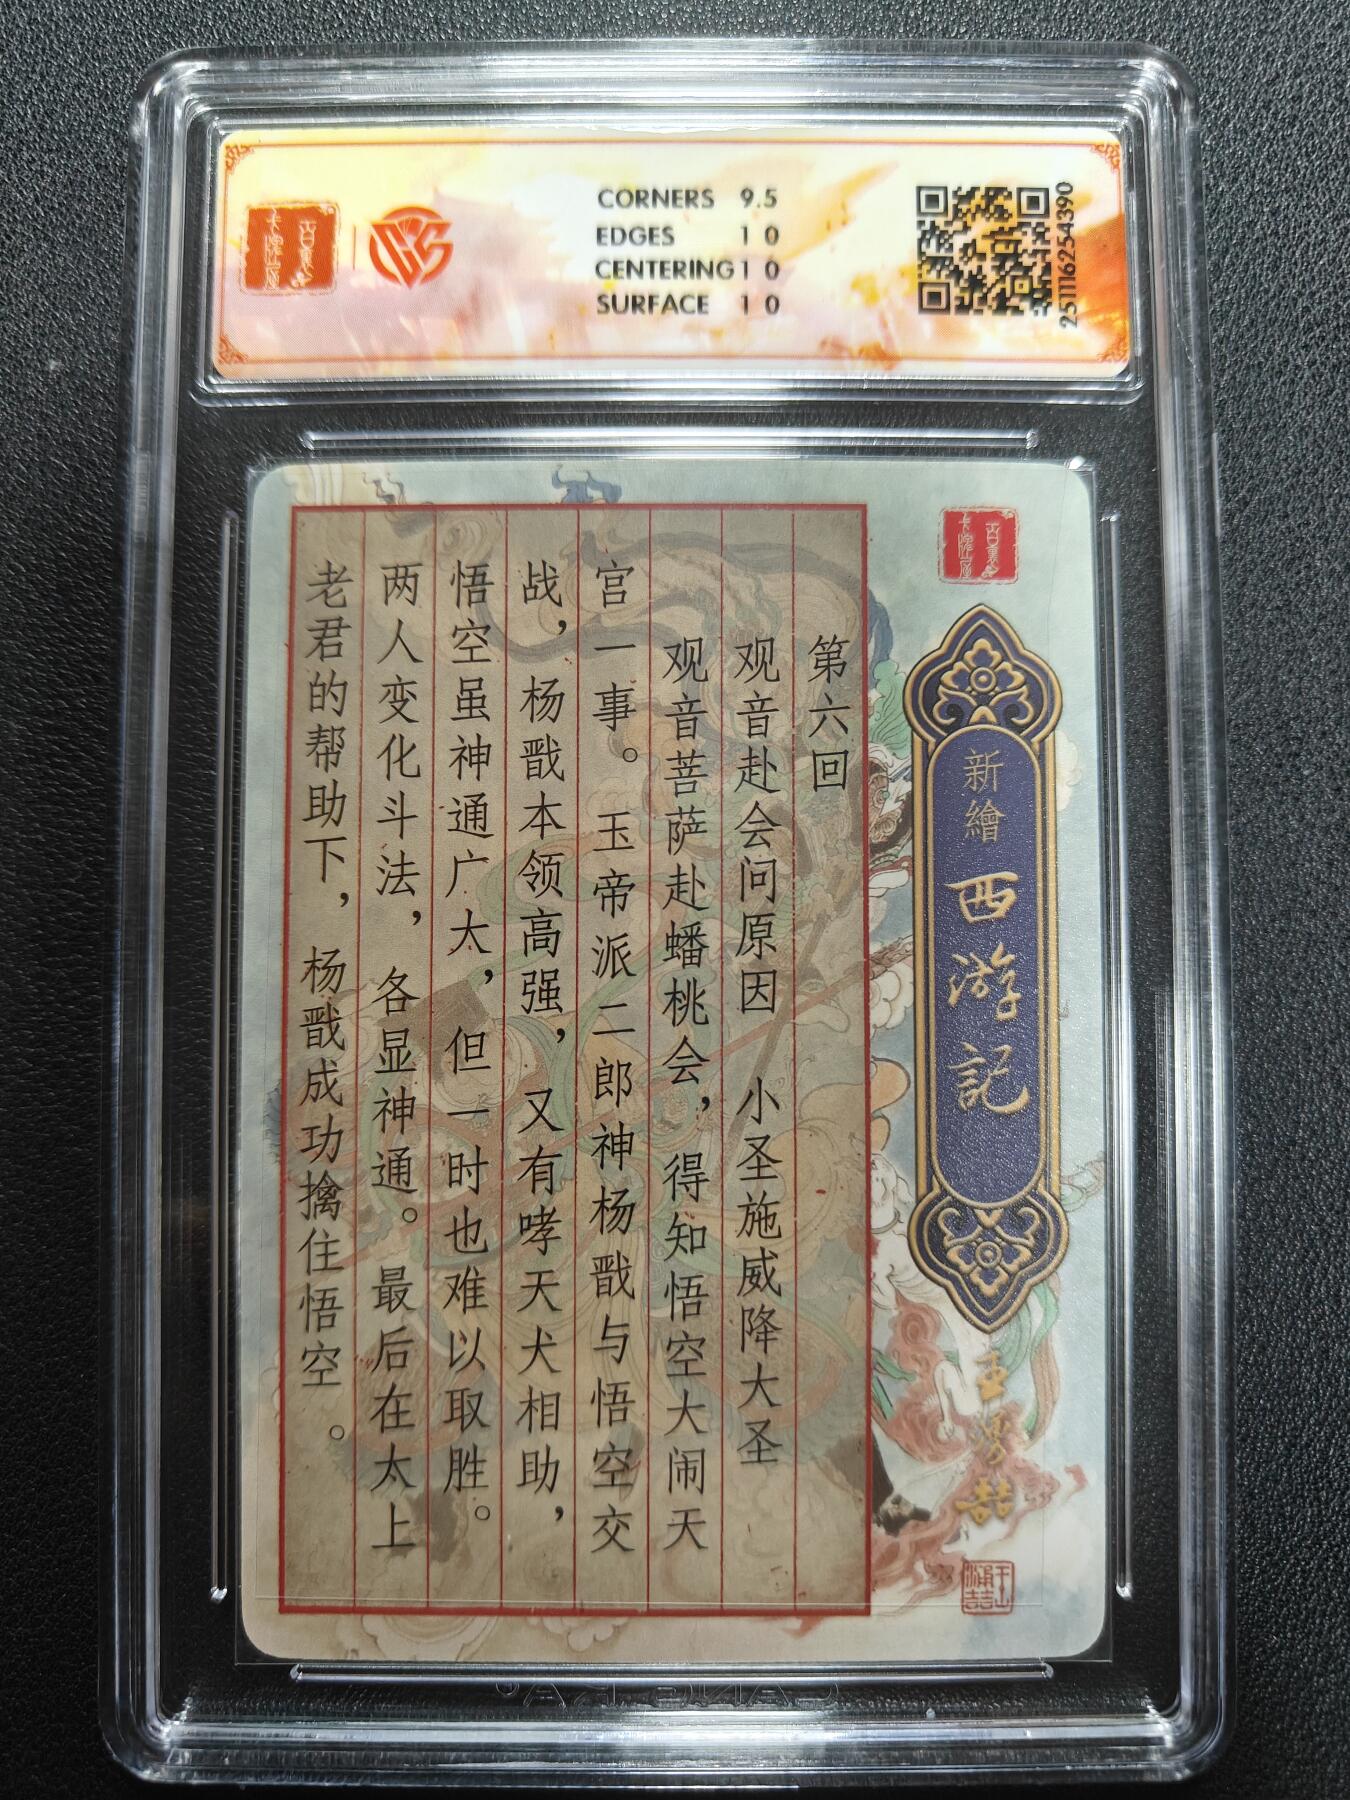 CORNERS 9.5
EDGES 10
CENTERING 10
SURFACE 10
2511116254390
新繪西游記
王勇喆
第六回
观音赴会问原因 小圣施威降大圣
观音菩萨赴蟠桃会，得知悟空大闹天
宫一事。玉帝派二郎神杨戬与悟空交
战，杨戬本领高强，又有哮天犬相助，
悟空虽神通广大，但一时也难以取胜。
两人变化斗法，各显神通。最后在太上
老君的帮助下，杨戬成功擒住悟空。